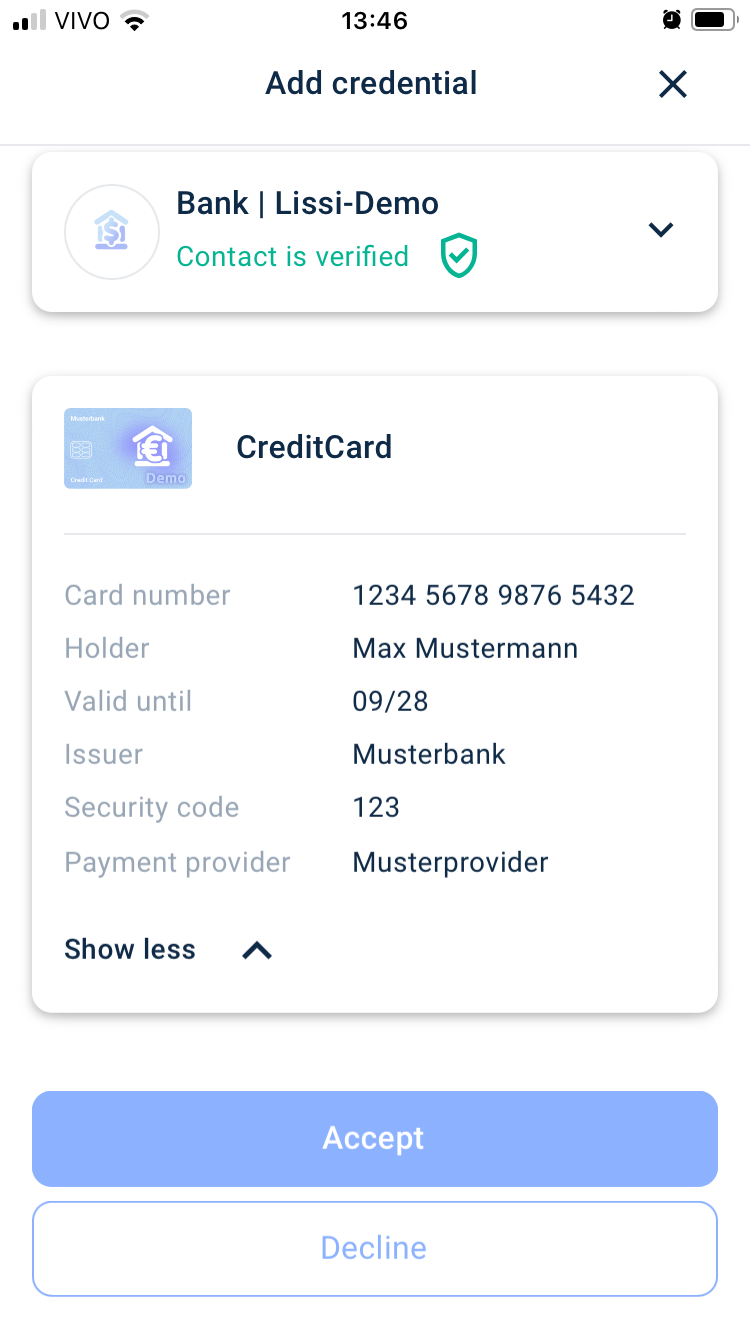 VIVO 13:46
Add credential
Bank | Lissi-Demo
Contact is verified
Musterbank
Credit Card
Demo
CreditCard
Card number 1234 5678 9876 5432
Holder Max Mustermann
Valid until 09/28
Issuer Musterbank
Security code 123
Payment provider Musterprovider
Show less
Accept
Decline